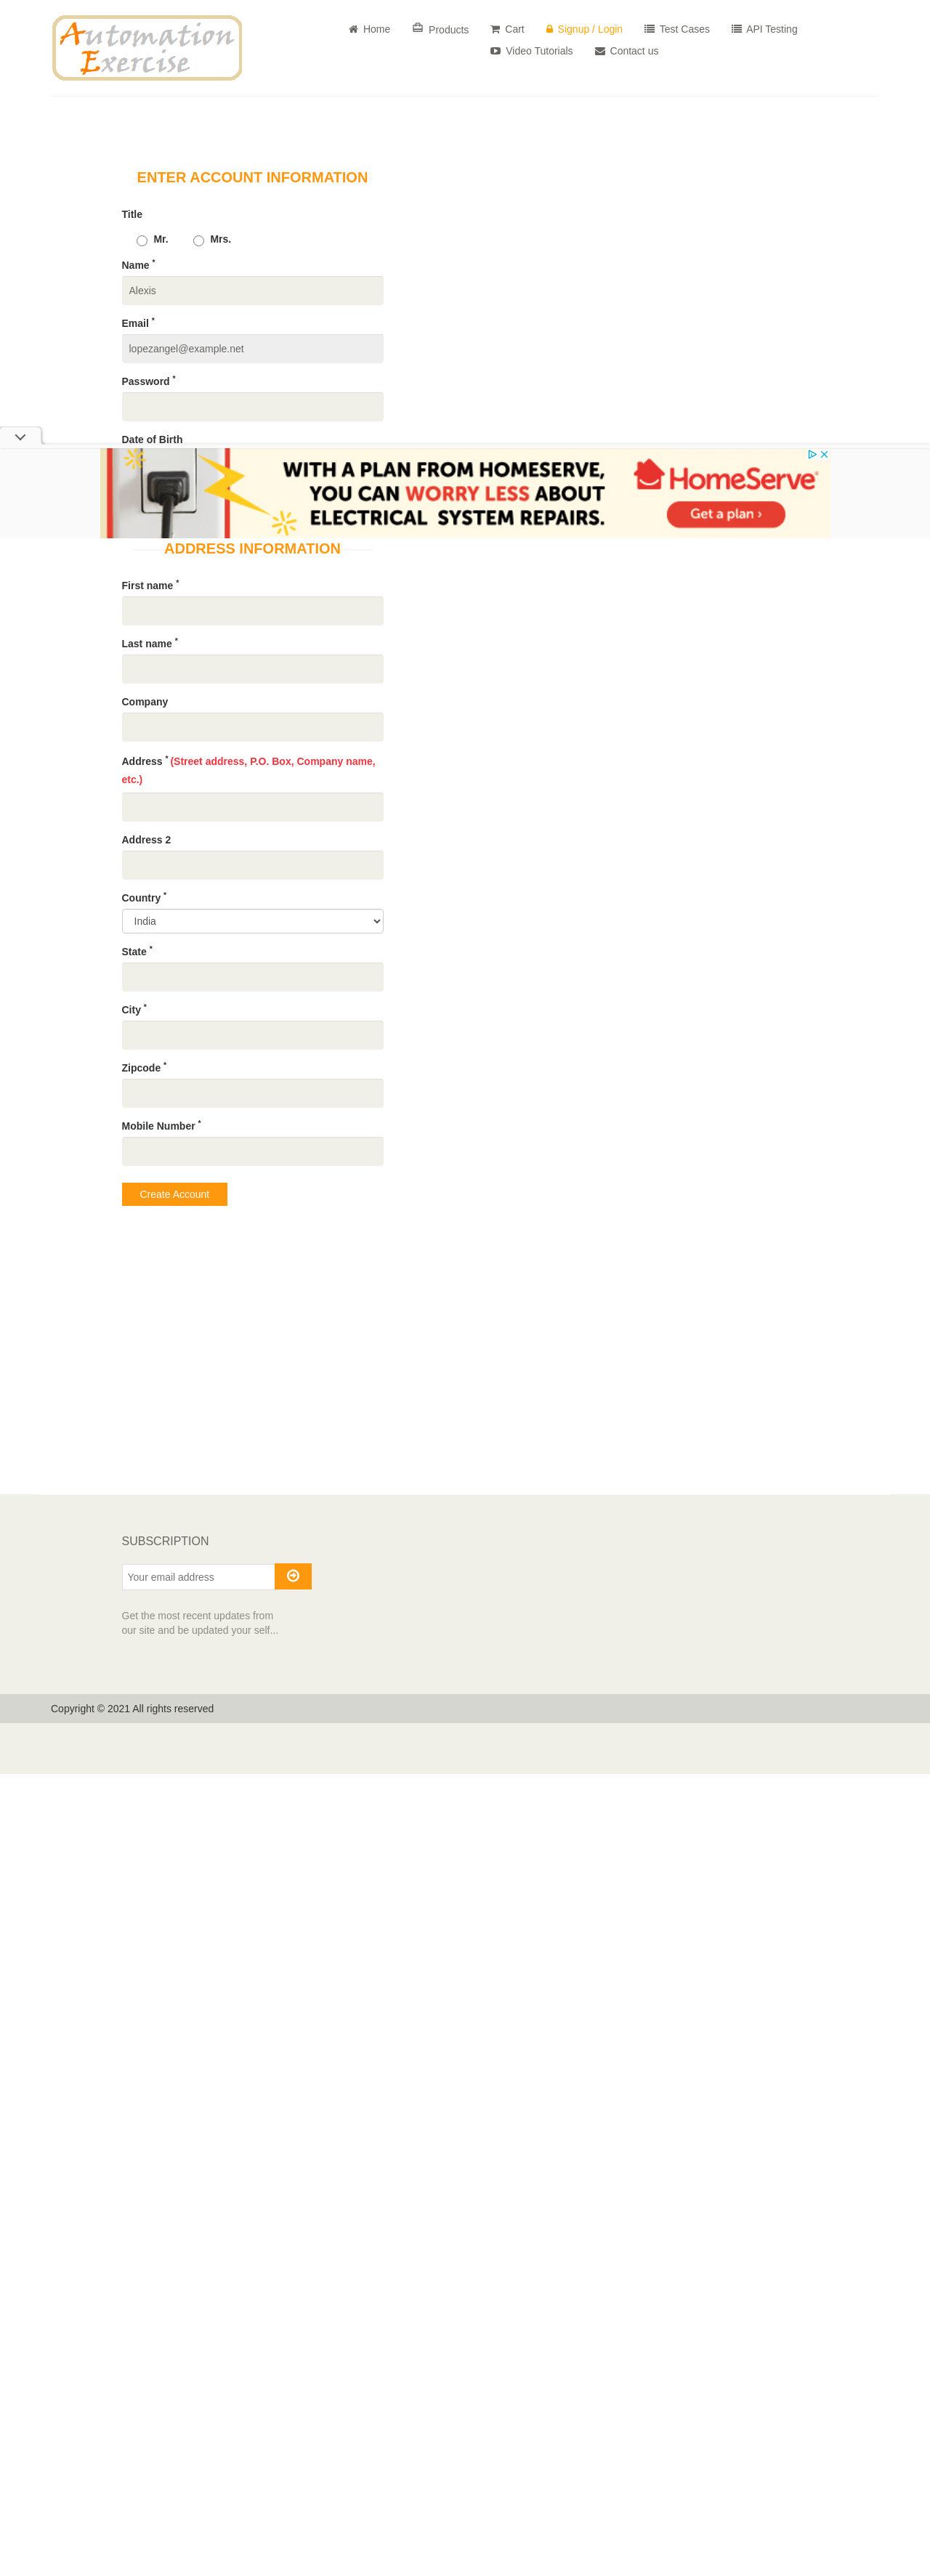 Automation
Exercise
Home Products Cart Signup / Login Test Cases API Testing
Video Tutorials Contact us
ENTER ACCOUNT INFORMATION
Title
Mr. Mrs.
Name *
Alexis
Email *
lopezangel@example.net
Password *
Date of Birth
WITH A PLAN FROM HOMESERVE,
YOU CAN WORRY LESS ABOUT
ELECTRICAL SYSTEM REPAIRS.
HomeServe
Get a plan ›
ADDRESS INFORMATION
First name *
Last name *
Company
Address * (Street address, P.O. Box, Company name,
etc.)
Address 2
Country *
India
State *
City *
Zipcode *
Mobile Number *
Create Account
SUBSCRIPTION
Your email address
Get the most recent updates from
our site and be updated your self...
Copyright © 2021 All rights reserved